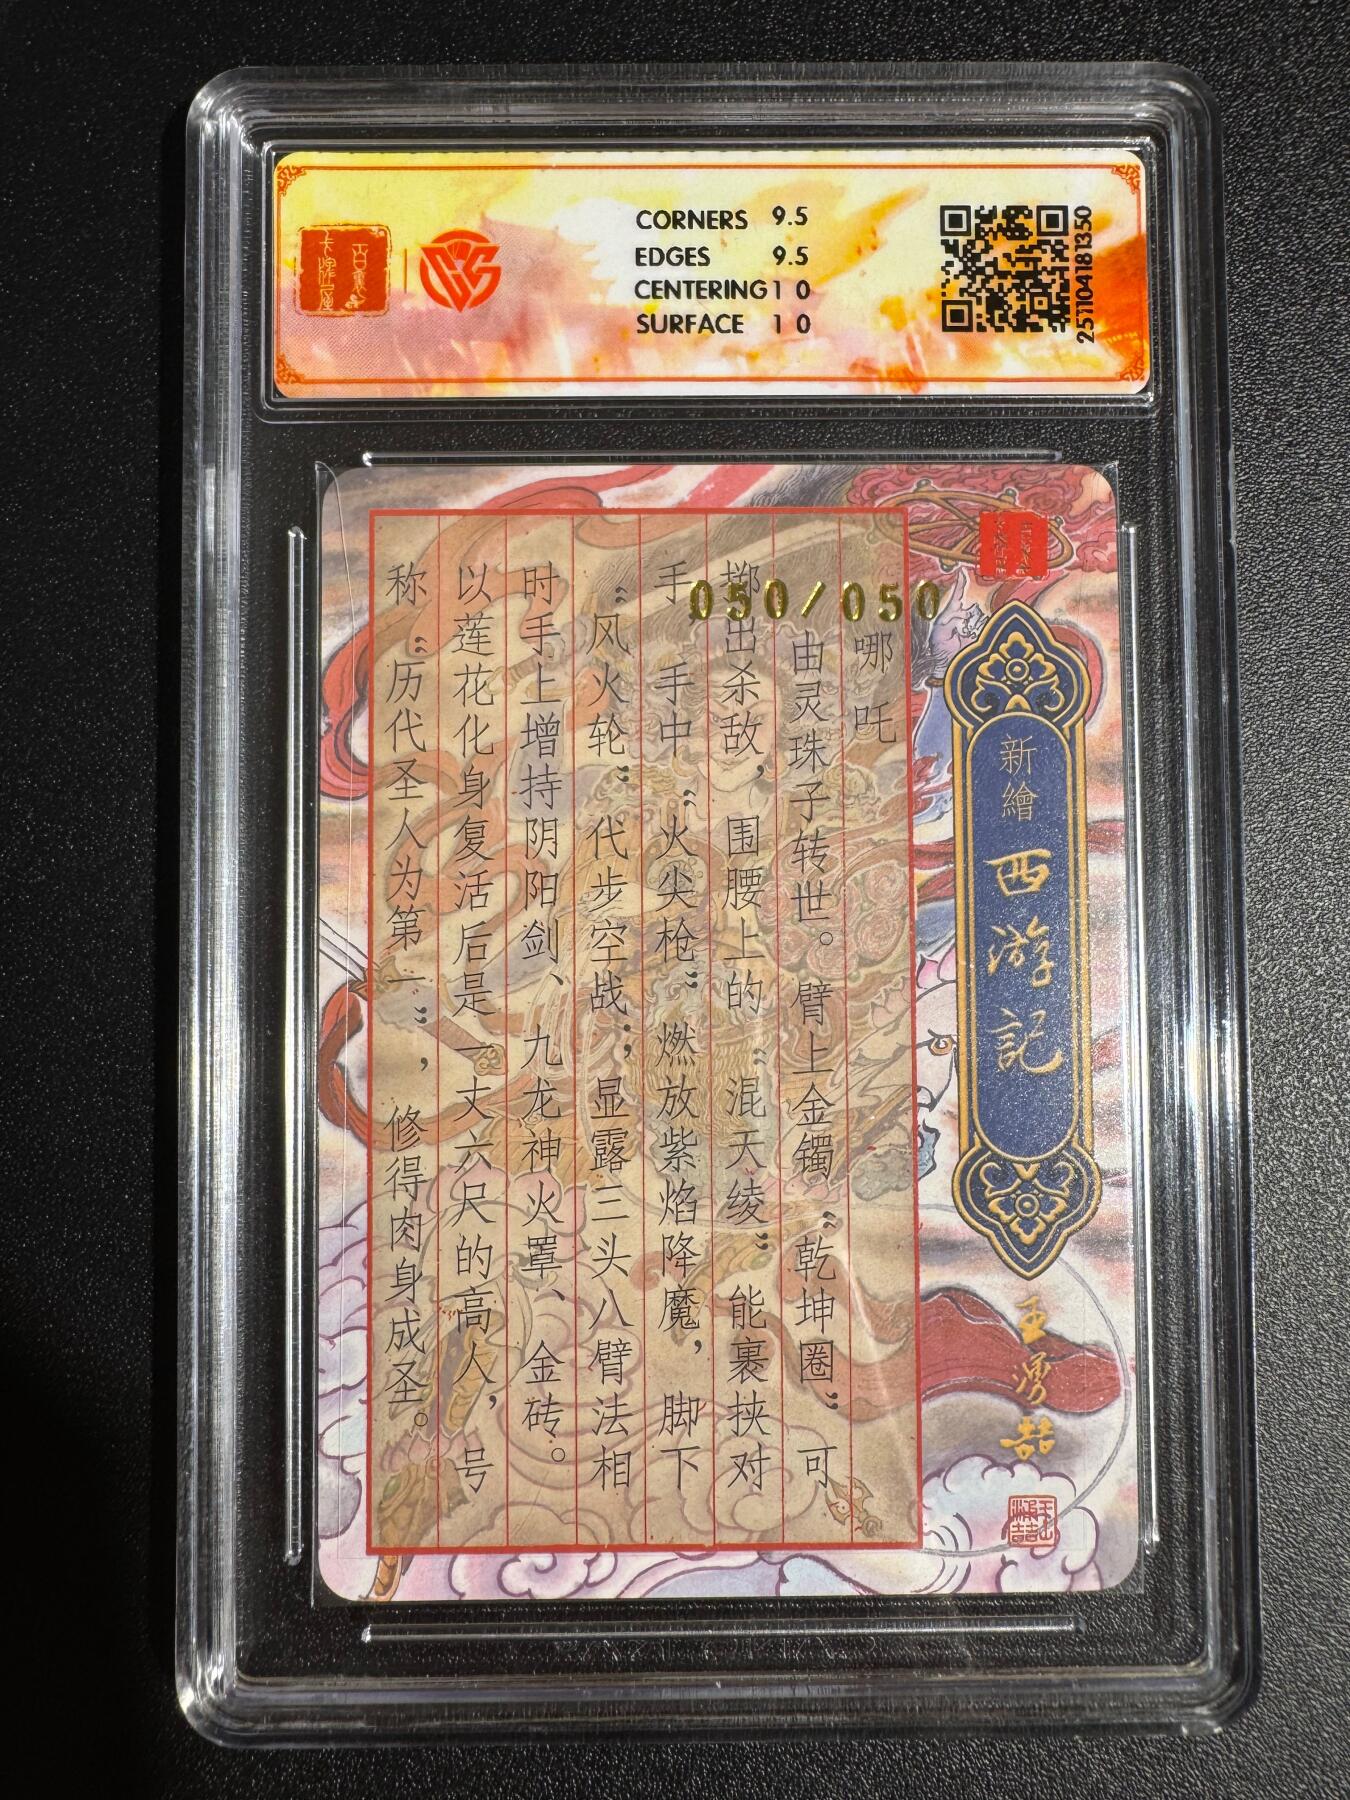 CORNERS 9.5
EDGES 9.5
CENTERING 10
SURFACE 10
251104181350
050/050
哪吒
由灵珠子转世。臂上金镯“乾坤圈”可
掷出杀敌，围腰上的“混天绫”能裹挟对
手，手中“火尖枪”燃放紫焰降魔，脚下
“风火轮”代步空战；显露三头八臂法相
时手上增持阴阳剑、九龙神火罩、金砖。
以莲花化身复活后是一丈六尺的高人，号
称“历代圣人为第一”，修得肉身成圣。
新繪
西游記
王湧喆